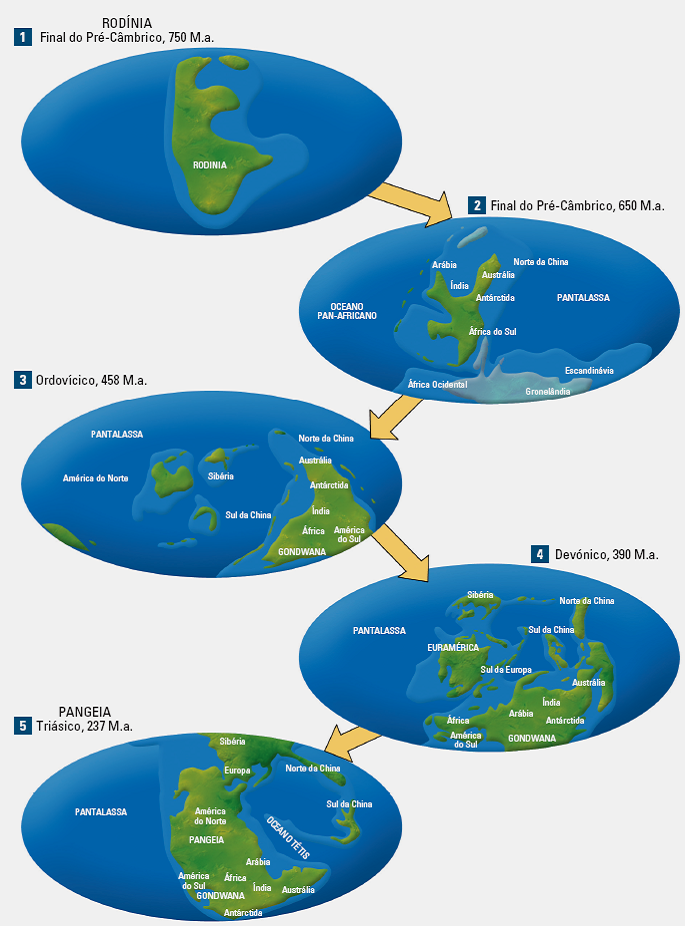 RODÍNIA
1 Final do Pré-Câmbrico, 750 M.a.
RODINIA
2 Final do Pré-Câmbrico, 650 M.a.
Arábia
Norte da China
Austrália
Índia
Antárctida
PANTALASSA
OCEANO
PAN-AFRICANO
África do Sul
Escandinávia
África Ocidental
Gronelândia
3 Ordovícico, 458 M.a.
PANTALASSA
Norte da China
Austrália
América do Norte
Sibéria
Antárctida
Índia
Sul da China
África
América
do Sul
GONDWANA
4 Devónico, 390 M.a.
Sibéria
Norte da China
PANTALASSA
Sul da China
EURAMÉRICA
Sul da Europa
Austrália
Índia
Arábia
África
Antárctida
América
do Sul
GONDWANA
PANGEIA
5 Triásico, 237 M.a.
Sibéria
Europa
Norte da China
Sul da China
PANTALASSA
América
do Norte
OCEANO TÉTIS
PANGEIA
Arábia
América
do Sul
África
Índia
Austrália
GONDWANA
Antárctida